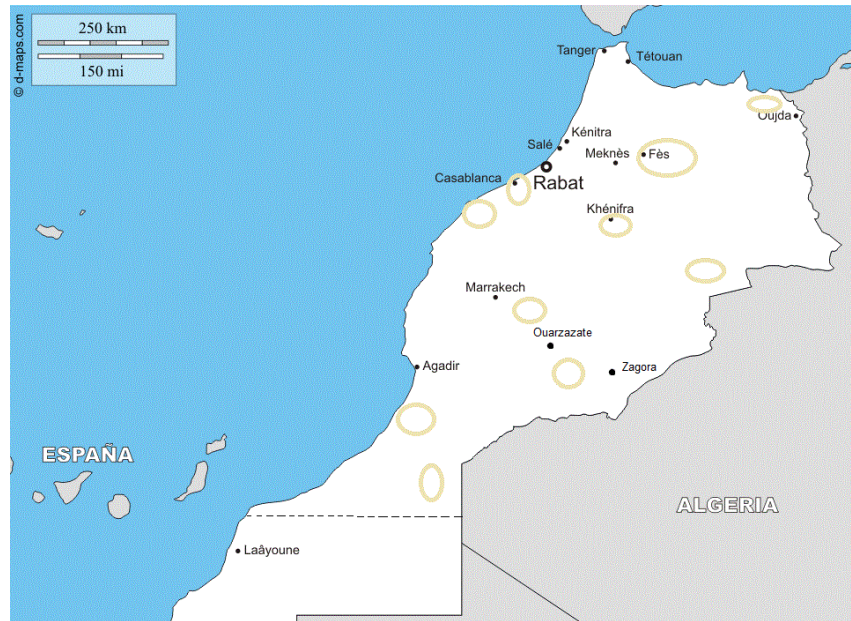 © d-maps.com
250 km
150 mi
Tanger
Tétouan
Oujda
Kénitra
Salé
Meknès
Fès
Casablanca
Rabat
Khénifra
Marrakech
Ouarzazate
Agadir
Zagora
ESPAÑA
ALGERIA
Laâyoune